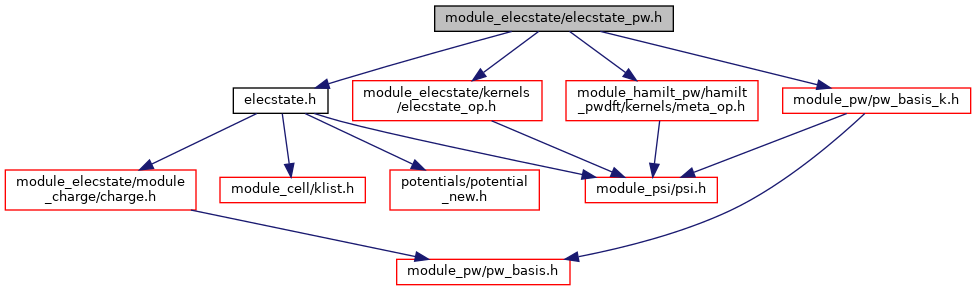 module_elecstate/elecstate_pw.h
elecstate.h
module_elecstate/kernels
/elecstate_op.h
module_hamilt_pw/hamilt
_pwdft/kernels/meta_op.h
module_pw/pw_basis_k.h
module_elecstate/module
_charge/charge.h
module_cell/klist.h
potentials/potential
_new.h
module_psi/psi.h
module_pw/pw_basis.h